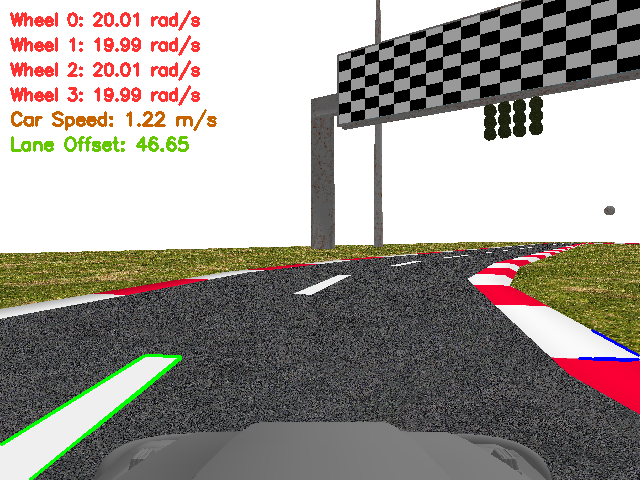 Wheel 0: 20.01 rad/s
Wheel 1: 19.99 rad/s
Wheel 2: 20.01 rad/s
Wheel 3: 19.99 rad/s
Car Speed: 1.22 m/s
Lane Offset: 46.65